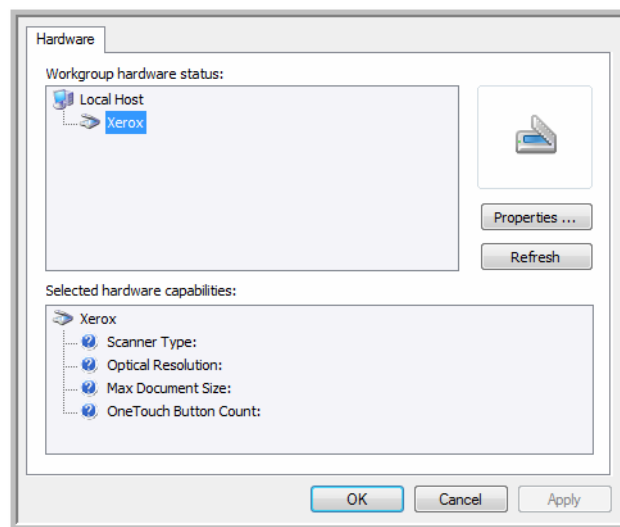 Hardware
Workgroup hardware status:
Local Host
Xerox
Properties ...
Refresh
Selected hardware capabilities:
Xerox
Scanner Type:
Optical Resolution:
Max Document Size:
OneTouch Button Count:
OK
Cancel
Apply